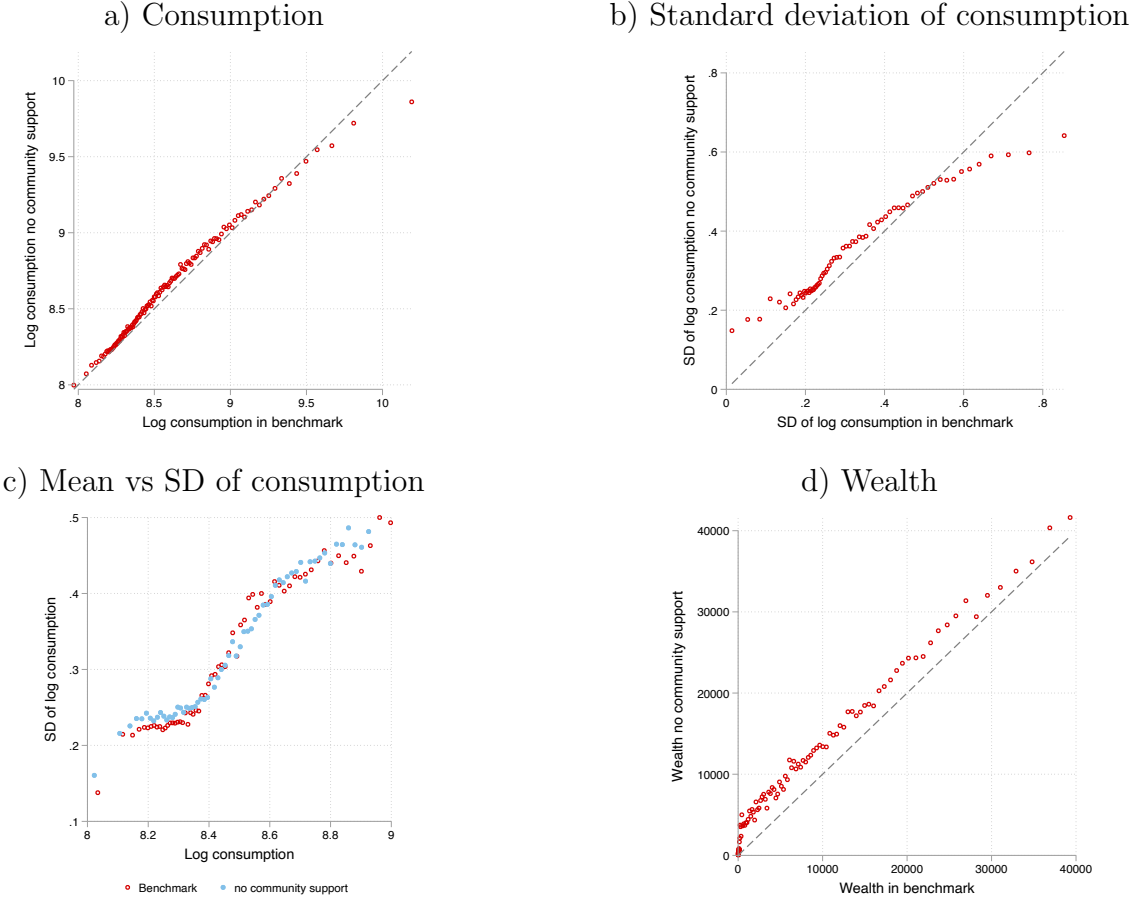 a) Consumption
Log consumption no community support
10
9.5
9
8.5
8
8 8.5 9 9.5 10
Log consumption in benchmark
b) Standard deviation of consumption
SD of log consumption no community support
.8
.6
.4
.2
0
0 .2 .4 .6 .8
SD of log consumption in benchmark
c) Mean vs SD of consumption
SD of log consumption
.5
.4
.3
.2
.1
8 8.2 8.4 8.6 8.8 9
Log consumption
Benchmark no community support
d) Wealth
Wealth no community support
40000
30000
20000
10000
0
0 10000 20000 30000 40000
Wealth in benchmark